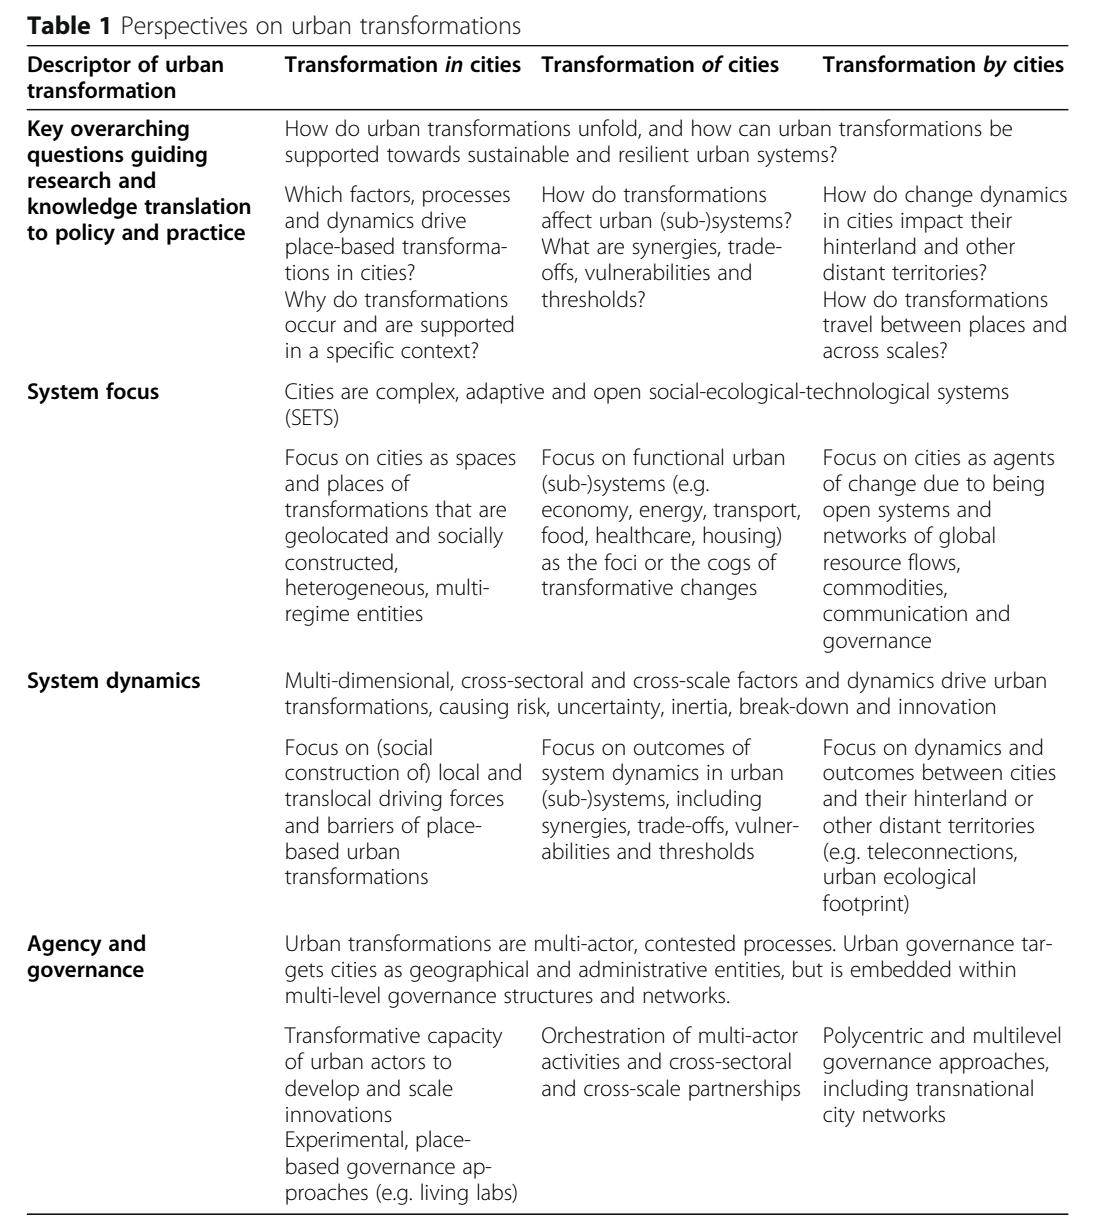 Table 1 Perspectives on urban transformations
Descriptor of urban
transformation
Transformation in cities
Transformation of cities
Transformation by cities
Key overarching
questions guiding
research and
knowledge translation
to policy and practice
How do urban transformations unfold, and how can urban transformations be
supported towards sustainable and resilient urban systems?
Which factors, processes
and dynamics drive
place-based transforma-
tions in cities?
Why do transformations
occur and are supported
in a specific context?
How do transformations
affect urban (sub-)systems?
What are synergies, trade-
offs, vulnerabilities and
thresholds?
How do change dynamics
in cities impact their
hinterland and other
distant territories?
How do transformations
travel between places and
across scales?
System focus
Cities are complex, adaptive and open social-ecological-technological systems
(SETS)
Focus on cities as spaces
and places of
transformations that are
geolocated and socially
constructed,
heterogeneous, multi-
regime entities
Focus on functional urban
(sub-)systems (e.g.
economy, energy, transport,
food, healthcare, housing)
as the foci or the cogs of
transformative changes
Focus on cities as agents
of change due to being
open systems and
networks of global
resource flows,
commodities,
communication and
governance
System dynamics
Multi-dimensional, cross-sectoral and cross-scale factors and dynamics drive urban
transformations, causing risk, uncertainty, inertia, break-down and innovation
Focus on (social
construction of) local and
translocal driving forces
and barriers of place-
based urban
transformations
Focus on outcomes of
system dynamics in urban
(sub-)systems, including
synergies, trade-offs, vulner-
abilities and thresholds
Focus on dynamics and
outcomes between cities
and their hinterland or
other distant territories
(e.g. teleconnections,
urban ecological
footprint)
Agency and
governance
Urban transformations are multi-actor, contested processes. Urban governance tar-
gets cities as geographical and administrative entities, but is embedded within
multi-level governance structures and networks.
Transformative capacity
of urban actors to
develop and scale
innovations
Experimental, place-
based governance ap-
proaches (e.g. living labs)
Orchestration of multi-actor
activities and cross-sectoral
and cross-scale partnerships
Polycentric and multilevel
governance approaches,
including transnational
city networks